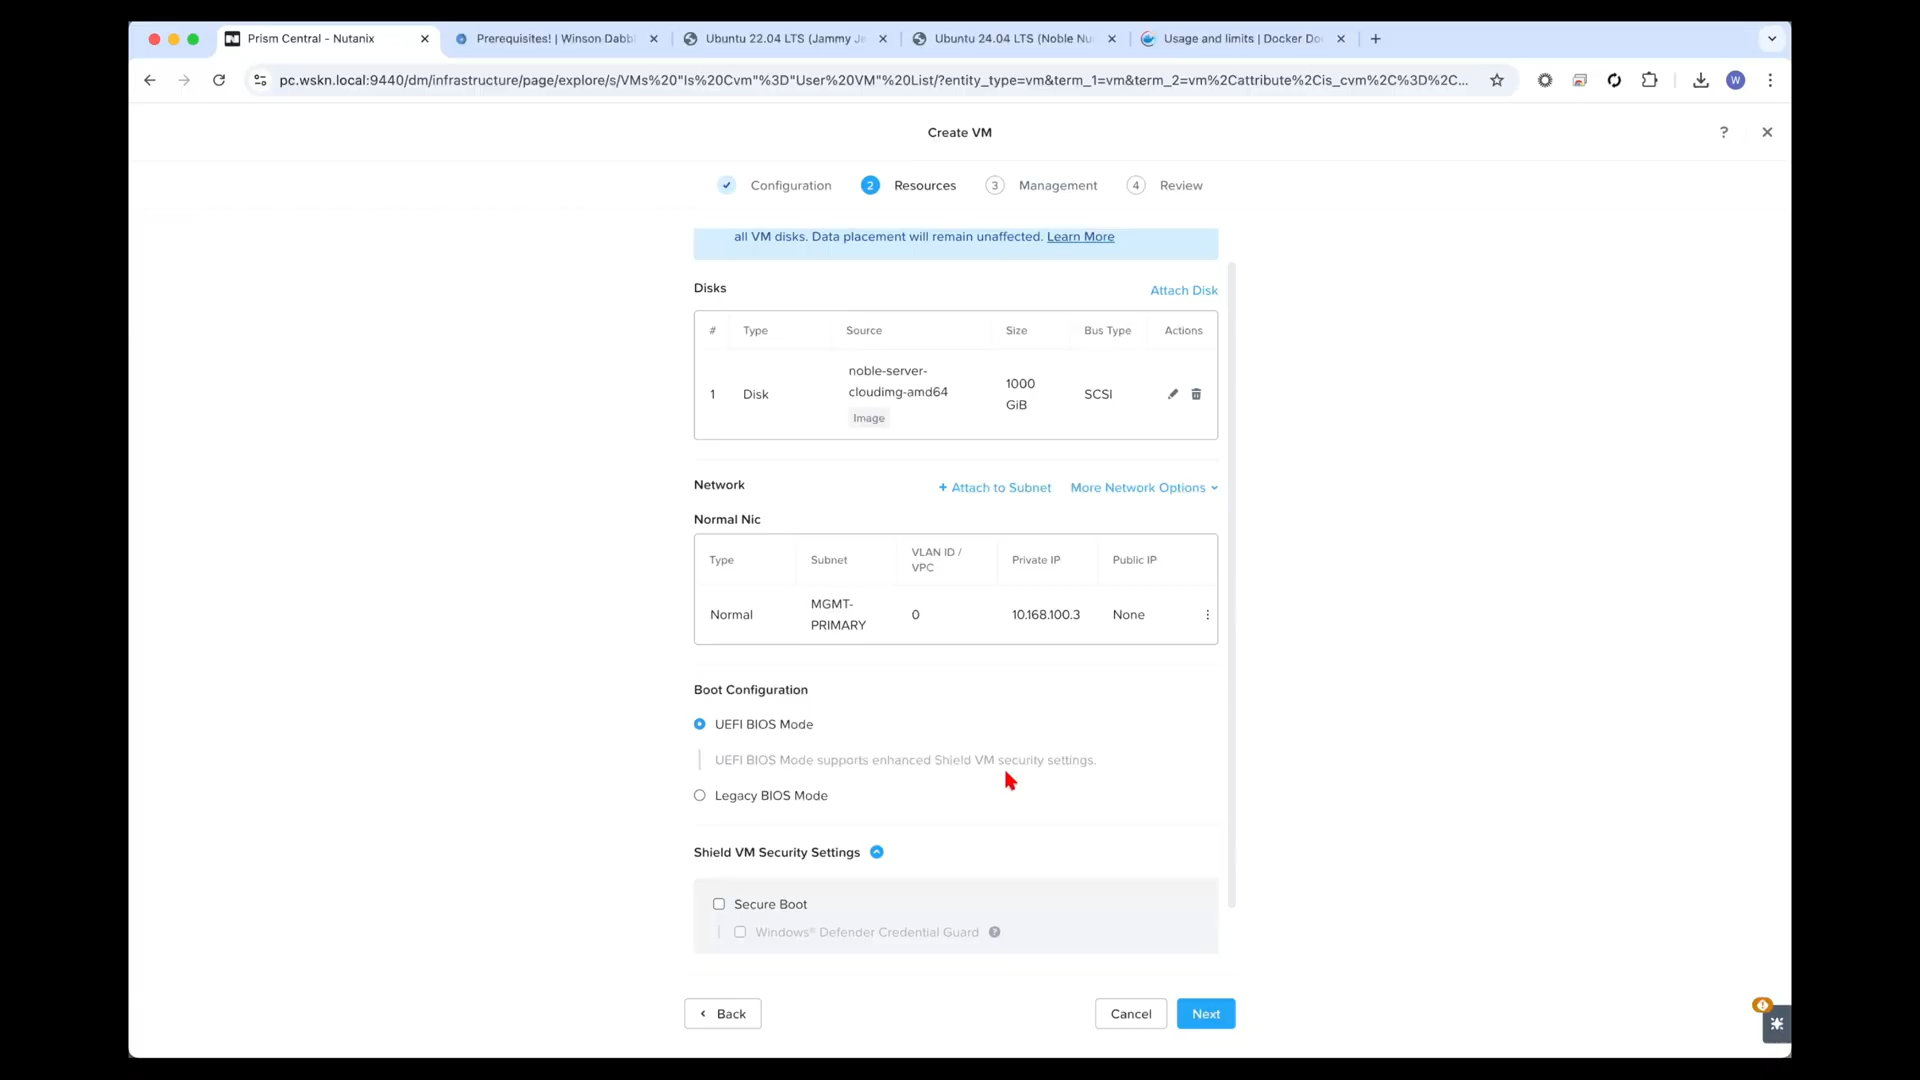 Prism Central - Nutanix
Prerequisites! | Winson Dabb
Ubuntu 22.04 LTS (Jammy Je
Ubuntu 24.04 LTS (Noble Nu
Usage and limits | Docker Do
pc.wskn.local:9440/dm/infrastructure/page/explore/s/VMs%20"Is%20Cvm"%3D"User%20VM"%20List/?entity_type=vm&term_1=vm&term_2=vm%2Cattribute%2Cis_cvm%2C%3D%2C...
W
Create VM
?
Configuration
2 Resources
3 Management
4 Review
all VM disks. Data placement will remain unaffected. Learn More
Disks
Attach Disk
# Type Source Size Bus Type Actions
1 Disk noble-server-cloudimg-amd64 1000 GiB SCSI
Image
Network
+ Attach to Subnet
More Network Options
Normal Nic
Type Subnet VLAN ID / VPC Private IP Public IP
Normal MGMT-PRIMARY 0 10.168.100.3 None
Boot Configuration
UEFI BIOS Mode
UEFI BIOS Mode supports enhanced Shield VM security settings.
Legacy BIOS Mode
Shield VM Security Settings
Secure Boot
Windows® Defender Credential Guard ?
Back
Cancel
Next